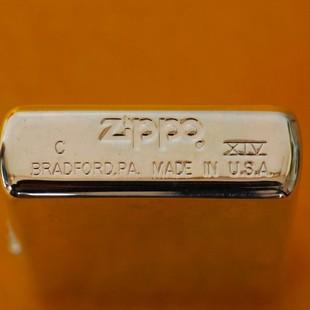 Zippo
C XIV
BRADFORD,PA. MADE IN U.S.A.